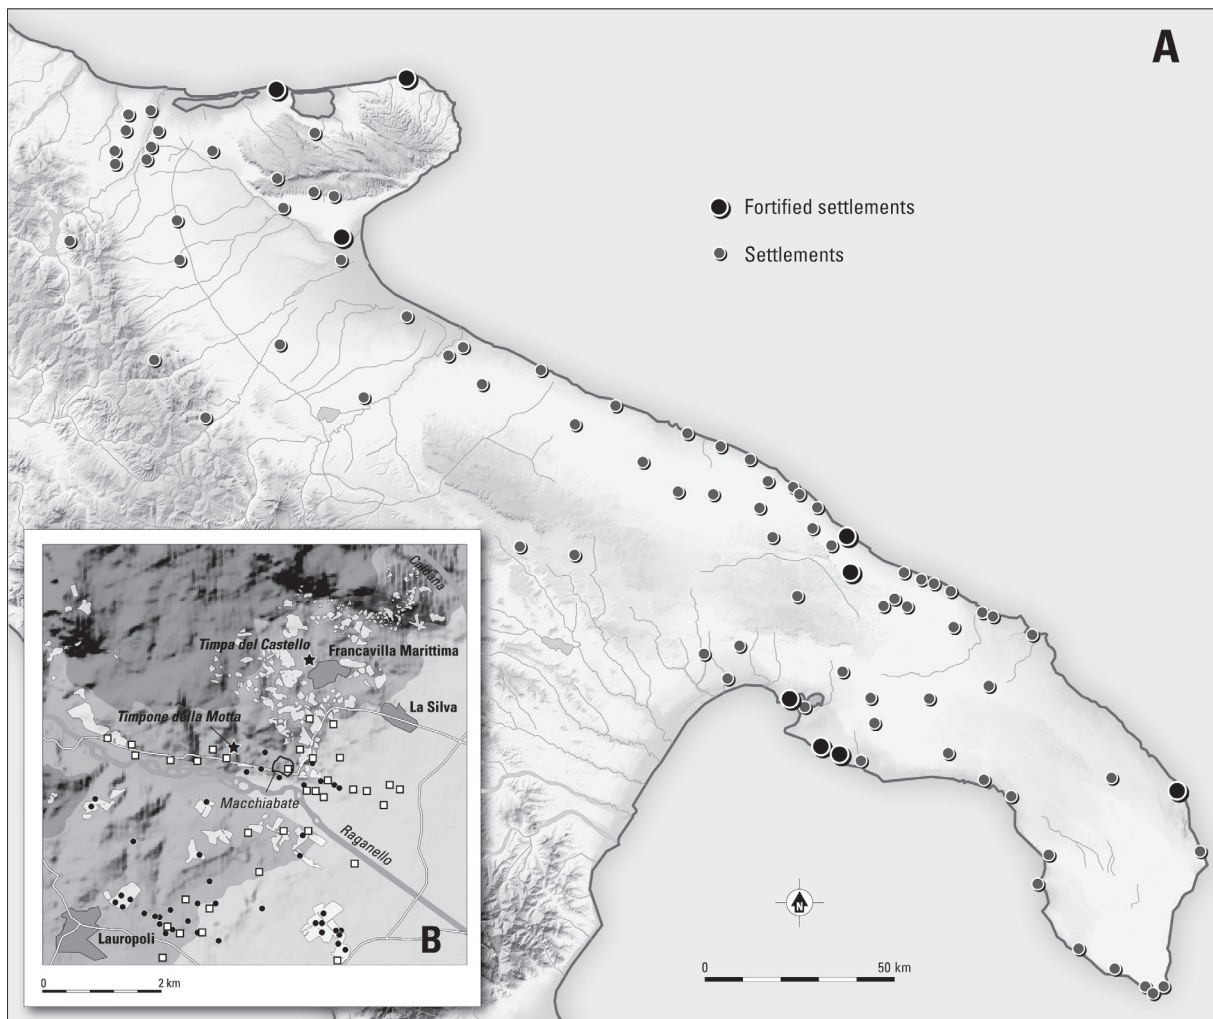 A
Fortified settlements
Settlements
Caldana
Timpa del Castello
Francavilla Marittima
La Silva
Timpone della Motta
Macchiabate
Raganello
Lauropoli
B
N
0 50 km
0 2 km